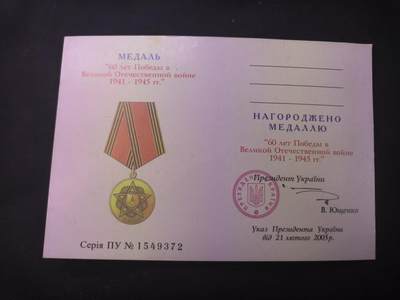 МЕДАЛЬ
"60 лет Победы в
Великой Отечественной войне
1941 - 1945 гг."
Серія ПУ № 1549372
НАГОРОДЖЕНО
МЕДАЛЛЮ
"60 лет Победы в
Великой Отечественной войне
1941 - 1945 гг."
Президент України
В. Ющенко
Указ Президента України
від 21 лютого 2005р.